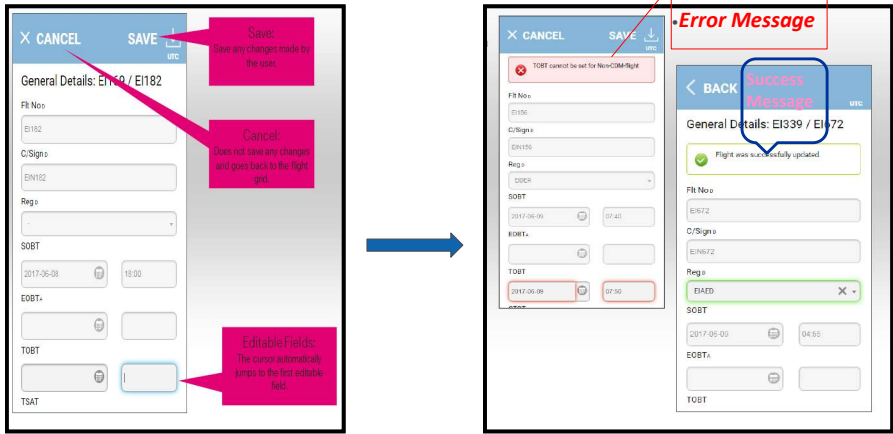 × CANCEL SAVE
UTC
General Details: EI169 / EI182
Flt No
EI182
C/Sign
EIN182
Reg
-
SOBT
2017-06-08 18:00
EOBT
TOBT
TSAT
Save:
Save any changes made by
the user.
Cancel:
Does not save any changes
and goes back to the flight
grid.
Editable Fields:
The cursor automatically
jumps to the first editable
field.
•Error Message
× CANCEL SAVE
UTC
TOBT cannot be set for Non-CDM-flight
Flt No
EI156
C/Sign
EIN156
Reg
EIDER
SOBT
2017-06-09 07:40
EOBT
TOBT
2017-06-09 07:50
Success
Message
< BACK
UTC
General Details: EI339 / EI672
Flight was successfully updated.
Flt No
EI672
C/Sign
EIN672
Reg
EIAED ×
SOBT
2017-06-09 04:55
EOBT
TOBT